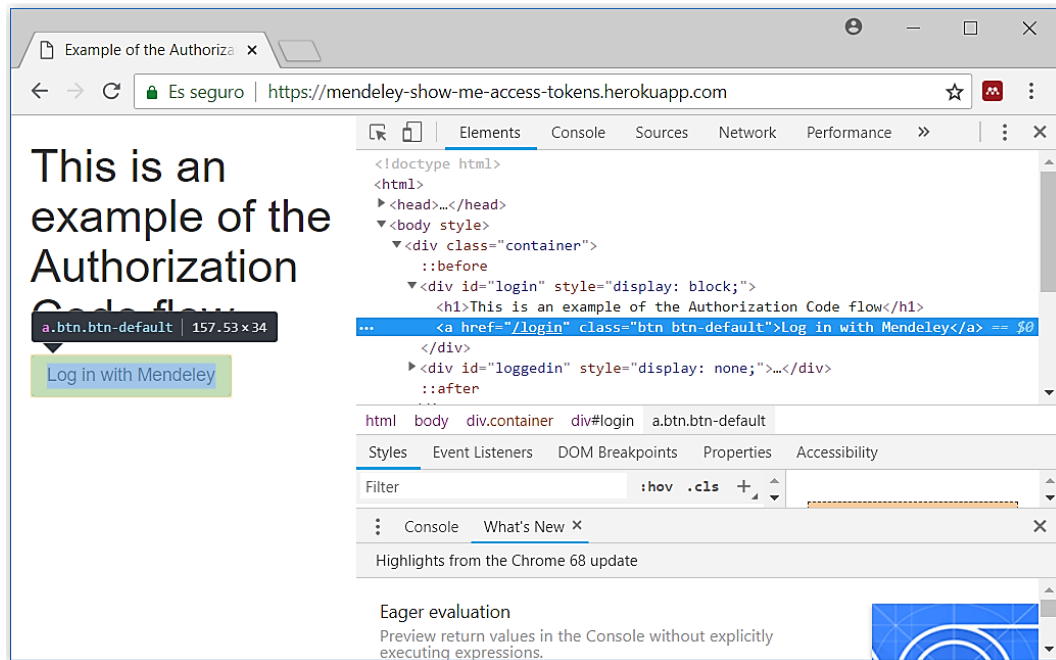 Example of the Authoriza
Es seguro | https://mendeley-show-me-access-tokens.herokuapp.com
This is an
example of the
Authorization
Code flow
a.btn.btn-default | 157.53 × 34
Log in with Mendeley
Elements Console Sources Network Performance »
<!doctype html>
<html>
<head>…</head>
<body style>
<div class="container">
::before
<div id="login" style="display: block;">
<h1>This is an example of the Authorization Code flow</h1>
<a href="/login" class="btn btn-default">Log in with Mendeley</a> == $0
</div>
<div id="loggedin" style="display: none;">…</div>
::after
html body div.container div#login a.btn.btn-default
Styles Event Listeners DOM Breakpoints Properties Accessibility
Filter :hov .cls +
Console What's New ×
Highlights from the Chrome 68 update
Eager evaluation
Preview return values in the Console without explicitly
executing expressions.